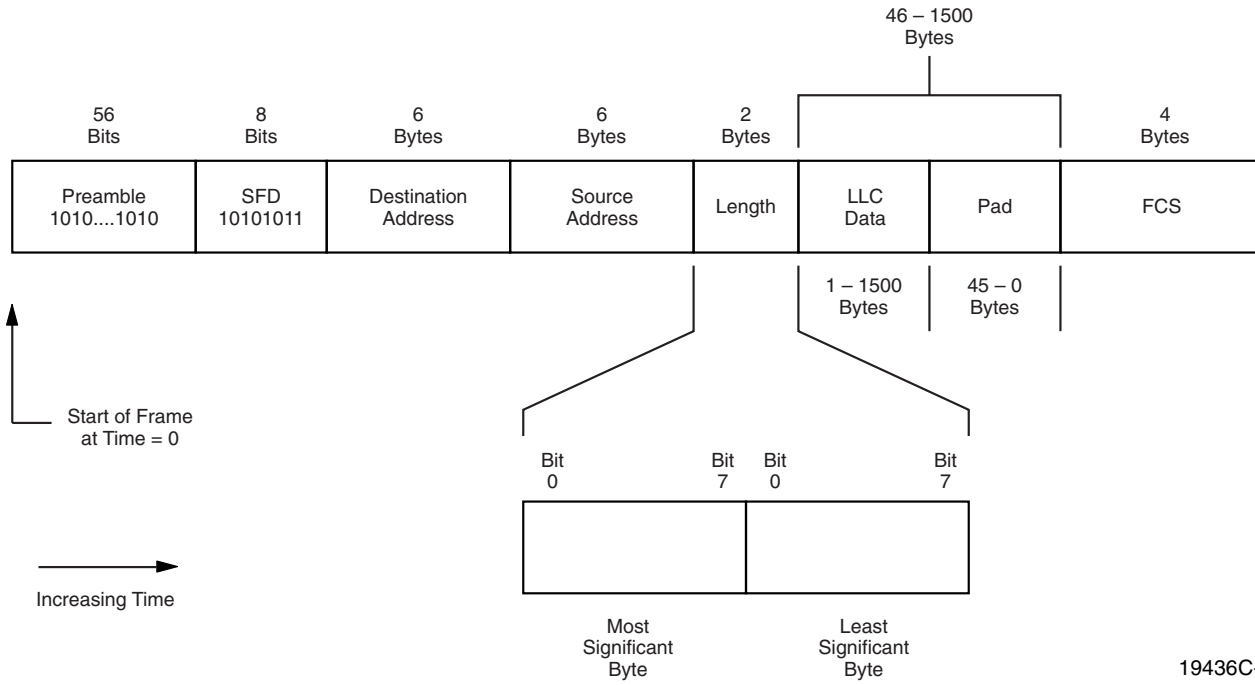 46 – 1500
Bytes
56
Bits
8
Bits
6
Bytes
6
Bytes
2
Bytes
4
Bytes
Preamble
1010....1010
SFD
10101011
Destination
Address
Source
Address
Length
LLC
Data
Pad
FCS
1 – 1500
Bytes
45 – 0
Bytes
Start of Frame
at Time = 0
Bit
0
Bit
7
Bit
0
Bit
7
Increasing Time
Most
Significant
Byte
Least
Significant
Byte
19436C-